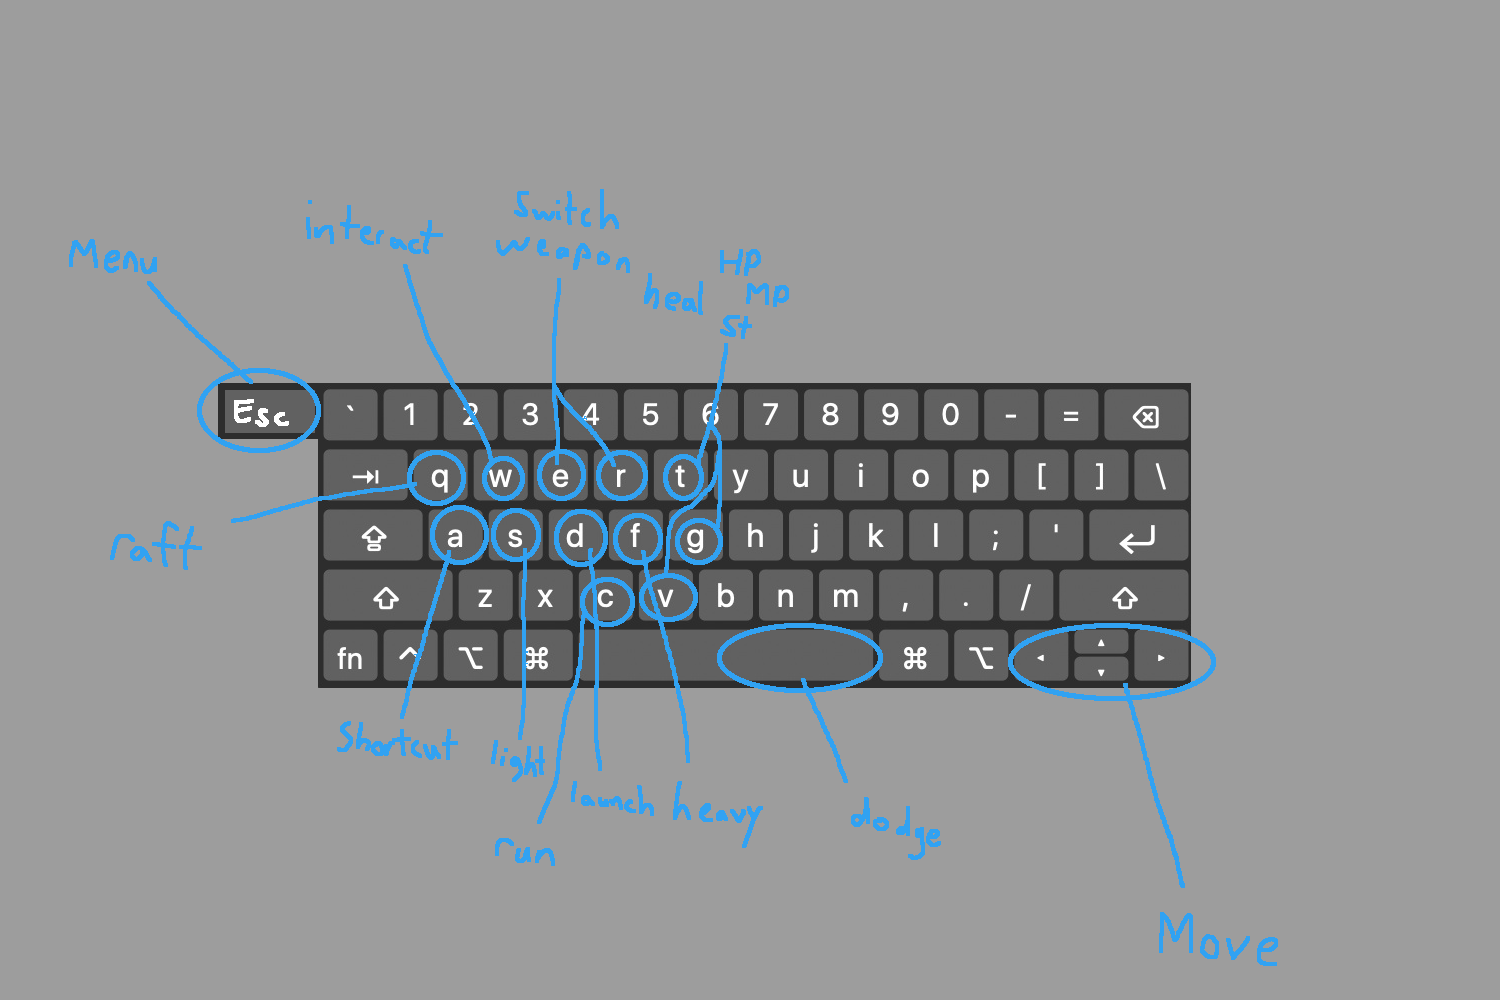 Switch
weapon
interact
Menu
heal HP
MP
St
Esc ` 1 2 3 4 5 6 7 8 9 0 - =
q w e r t y u i o p [ ] \
raft
a s d f g h j k l ; '
z x c v b n m , . /
fn
Shortcut
light
launch
heavy
run
dodge
Move